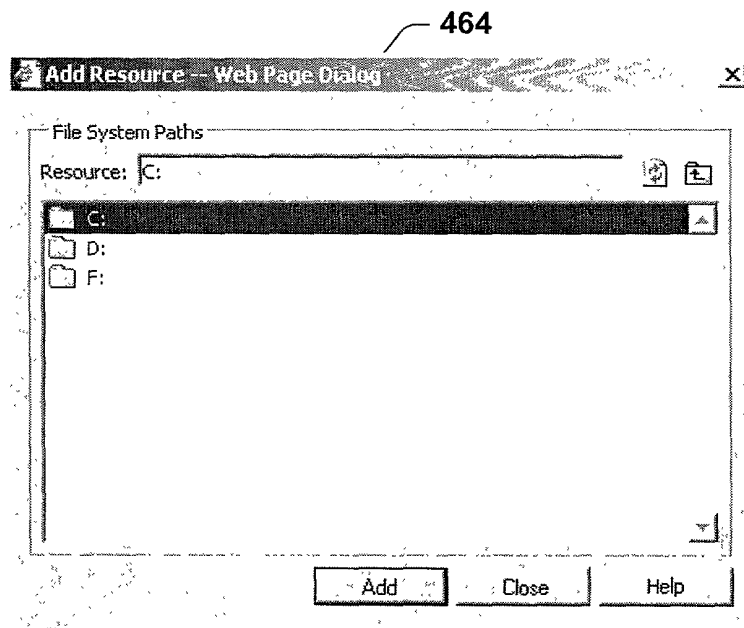 464
Add Resource -- Web Page Dialog
File System Paths
Resource: C:
C:
D:
F:
Add Close Help